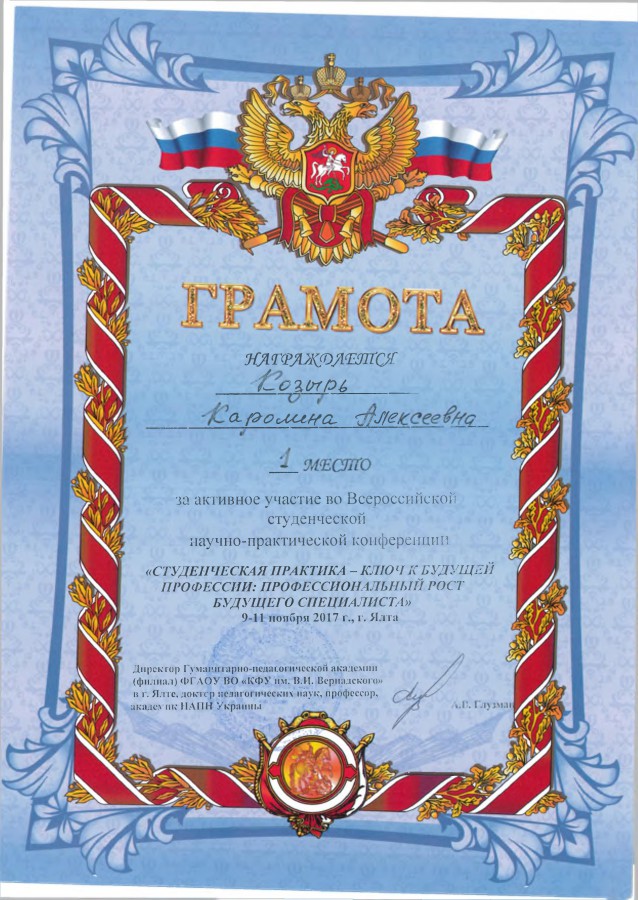 ГРАМОТА
НАГРАЖДАЕТСЯ
Козырь
Каролина Алексеевна
1 МЕСТО
за активное участие во Всероссийской
студенческой
научно-практической конференции
«СТУДЕНЧЕСКАЯ ПРАКТИКА – КЛЮЧ К БУДУЩЕЙ
ПРОФЕССИИ: ПРОФЕССИОНАЛЬНЫЙ РОСТ
БУДУЩЕГО СПЕЦИАЛИСТА»
9-11 ноября 2017 г., г. Ялта
Директор Гуманитарно-педагогической академии
(филиал) ФГАОУ ВО «КФУ им. В.И. Вернадского»
в г. Ялте, доктор педагогических наук, профессор,
академик НАПН Украины
А.В. Глузман